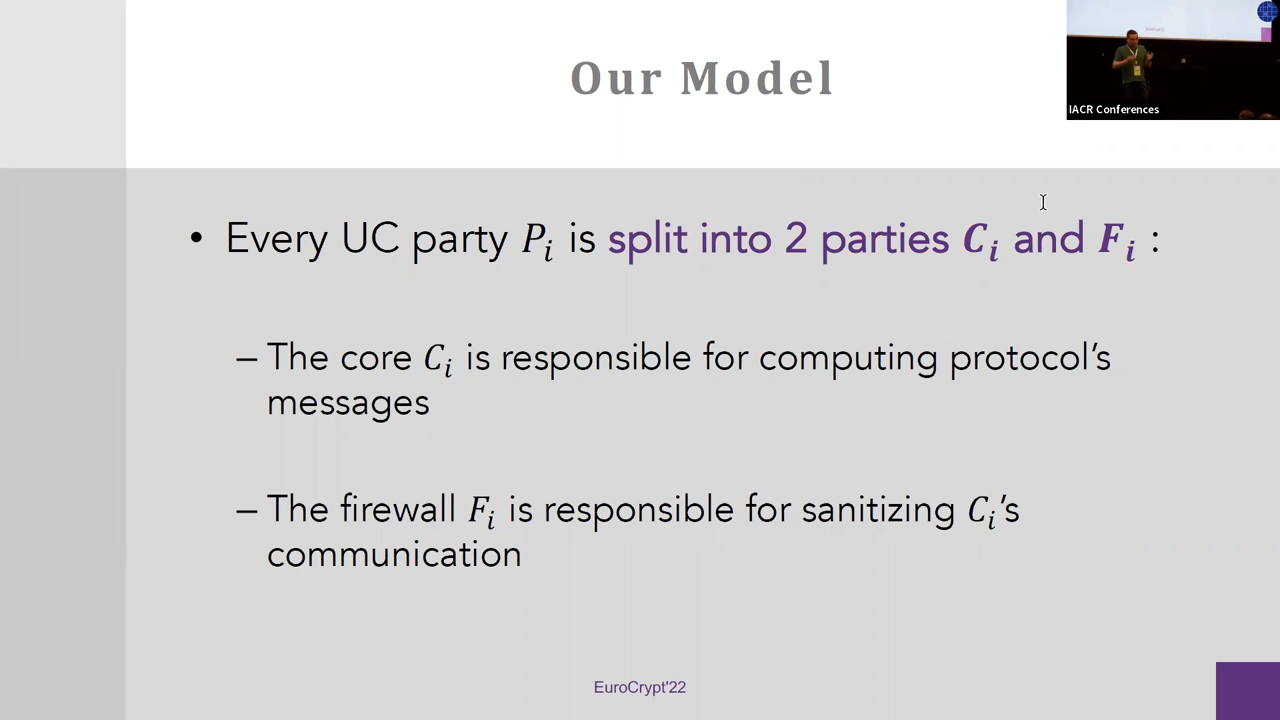 Our Model
IACR Conferences
• Every UC party Pᵢ is split into 2 parties Cᵢ and Fᵢ :
– The core Cᵢ is responsible for computing protocol’s
messages
– The firewall Fᵢ is responsible for sanitizing Cᵢ’s
communication
EuroCrypt'22